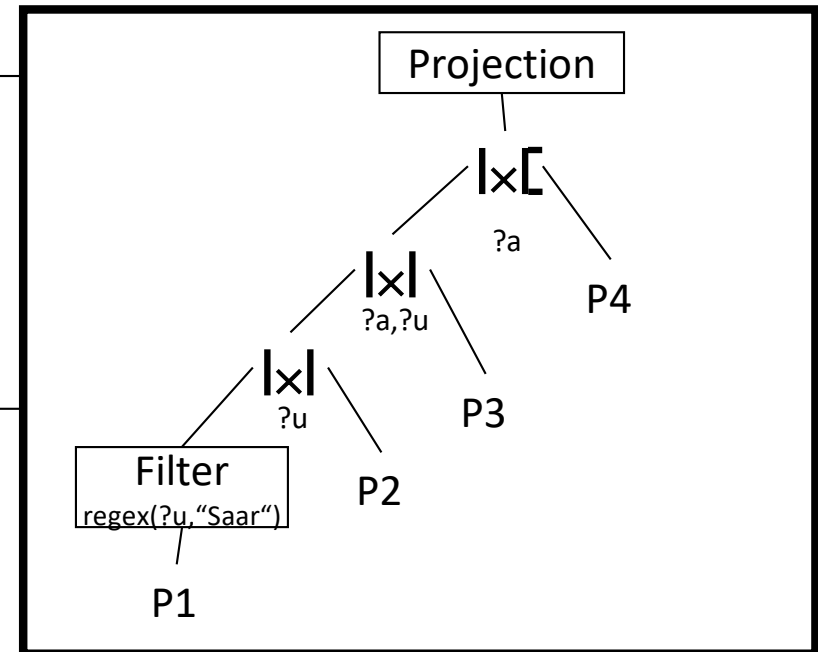 Projection
|×[
?a
P4
|×|
?a,?u
P3
|×|
?u
P2
Filter
regex(?u,“Saar“)
P1